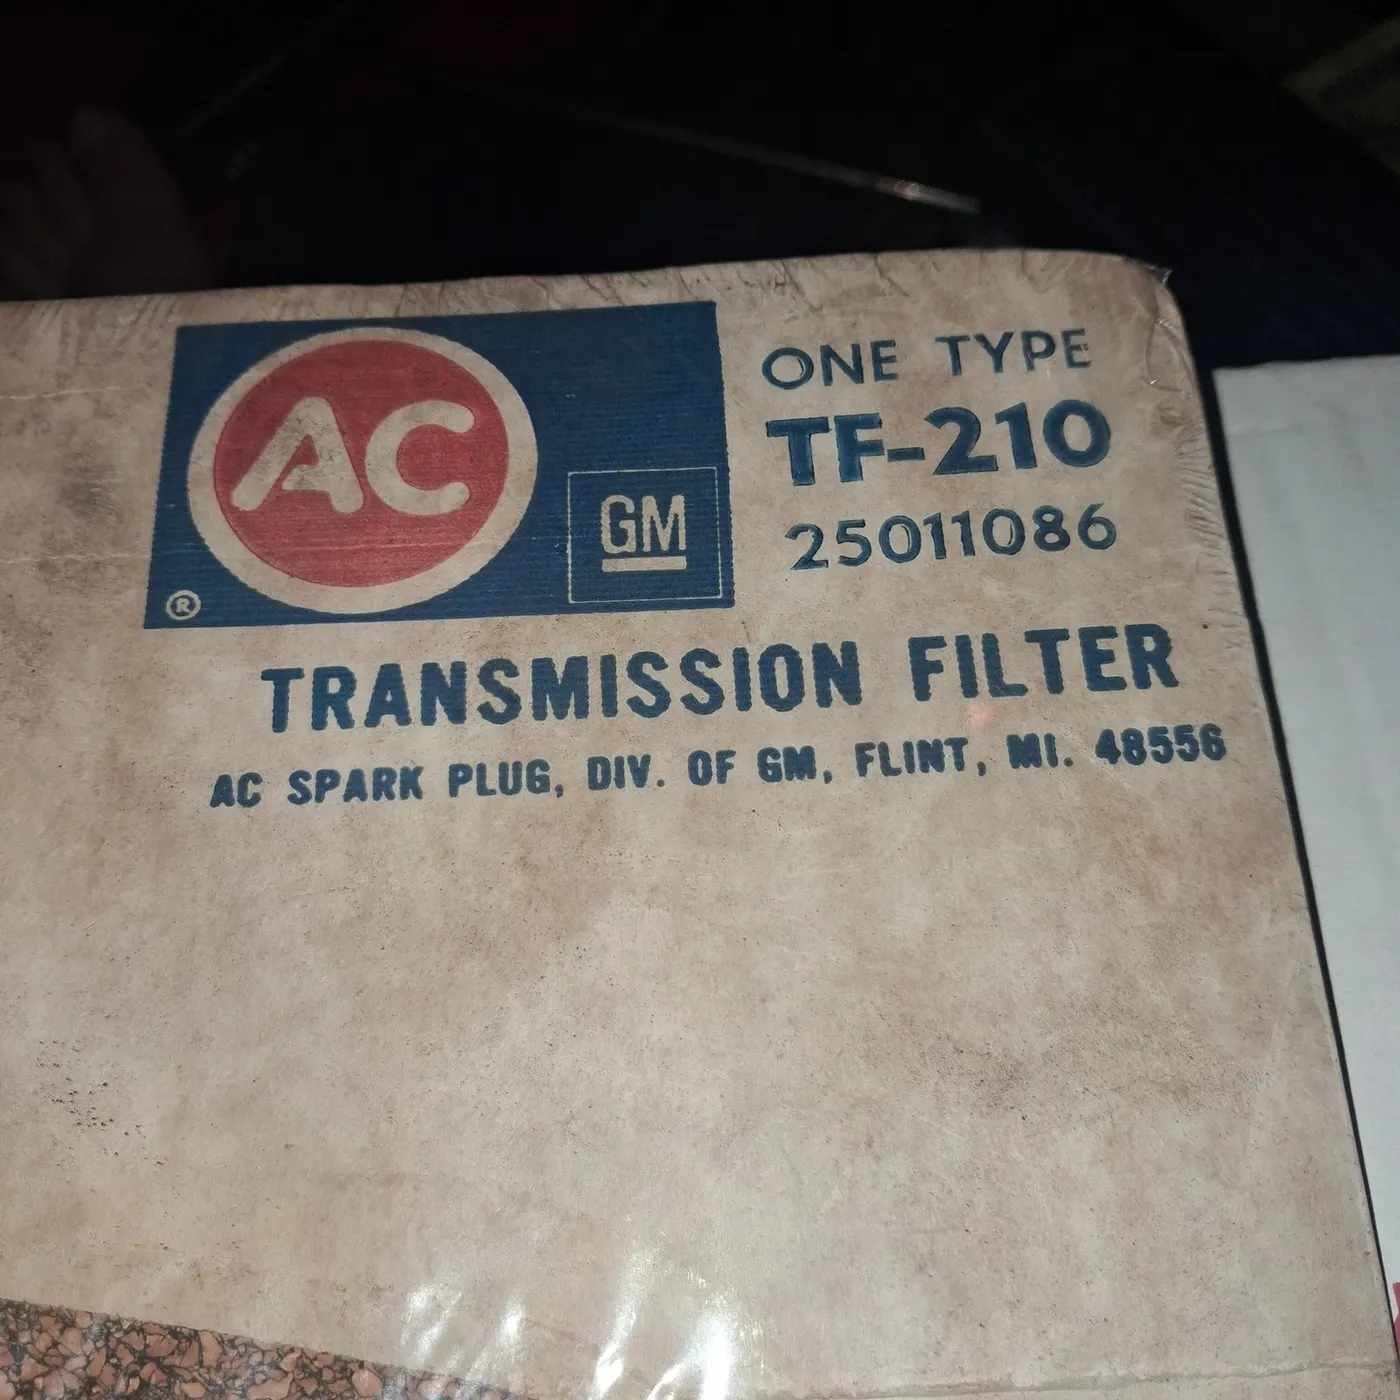 AC
GM
®
ONE TYPE
TF-210
25011086
TRANSMISSION FILTER
AC SPARK PLUG, DIV. OF GM, FLINT, MI. 48556